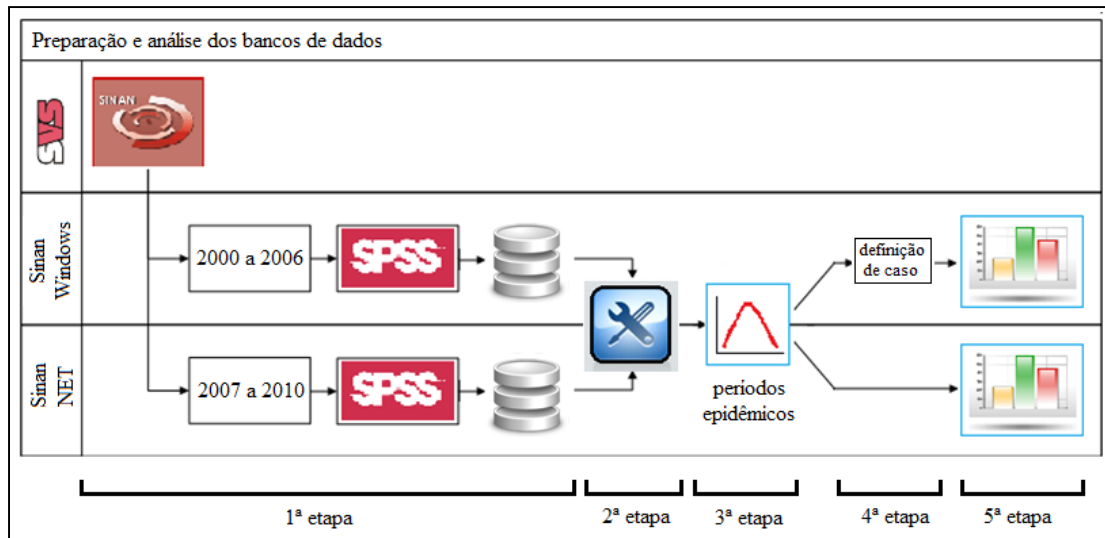 Preparação e análise dos bancos de dados
SVS
SINAN
Sinan
Windows
2000 a 2006
SPSS
definição
de caso
Sinan
NET
2007 a 2010
SPSS
períodos
epidêmicos
1ª etapa
2ª etapa
3ª etapa
4ª etapa
5ª etapa